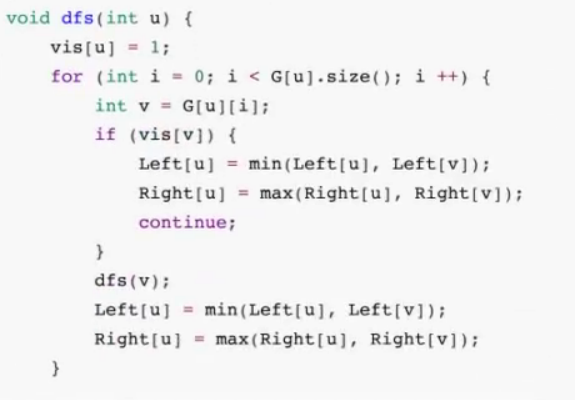 void dfs(int u) {
    vis[u] = 1;
    for (int i = 0; i < G[u].size(); i ++) {
        int v = G[u][i];
        if (vis[v]) {
            Left[u] = min(Left[u], Left[v]);
            Right[u] = max(Right[u], Right[v]);
            continue;
        }
        dfs(v);
        Left[u] = min(Left[u], Left[v]);
        Right[u] = max(Right[u], Right[v]);
    }